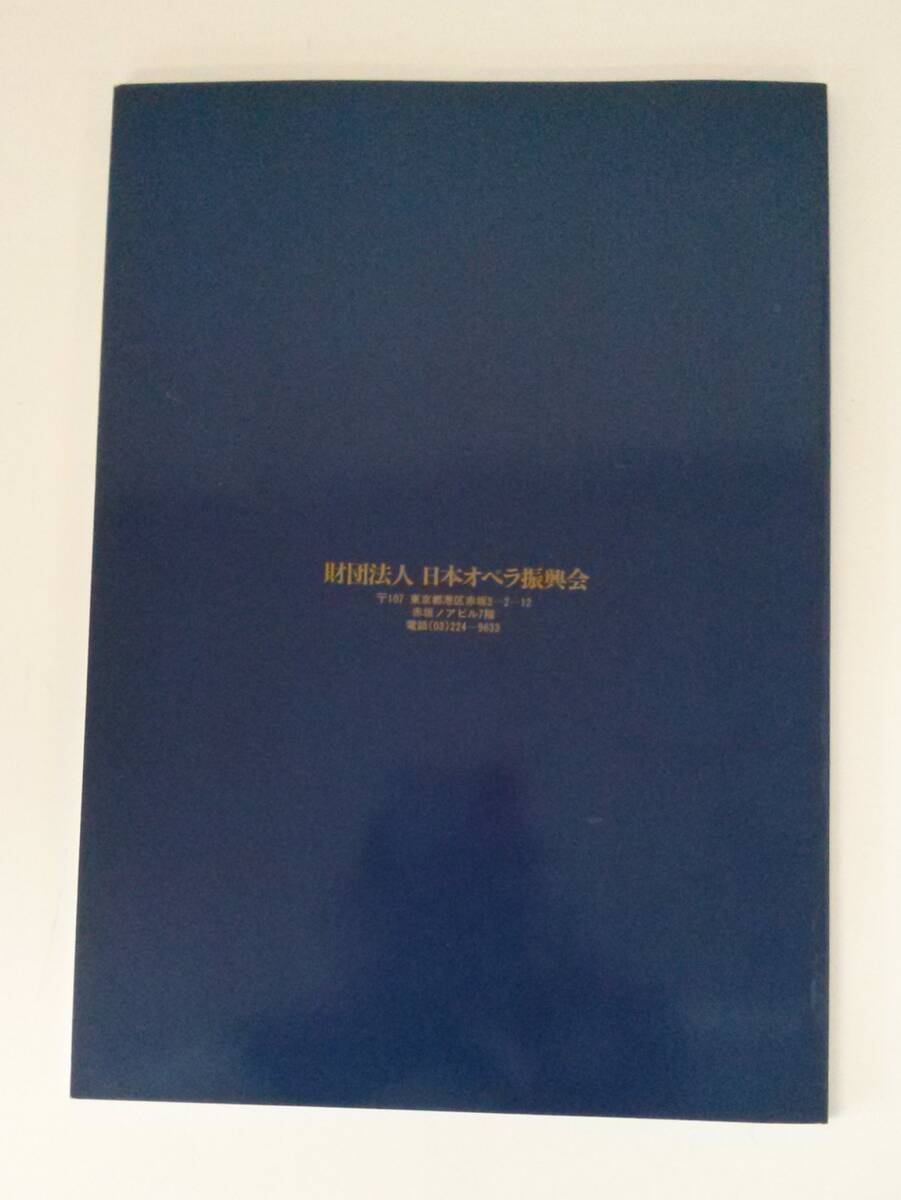 財団法人 日本オペラ振興会
〒107 東京都港区赤坂3―2―12
赤坂ノアビル7階
電話(03)224―9633